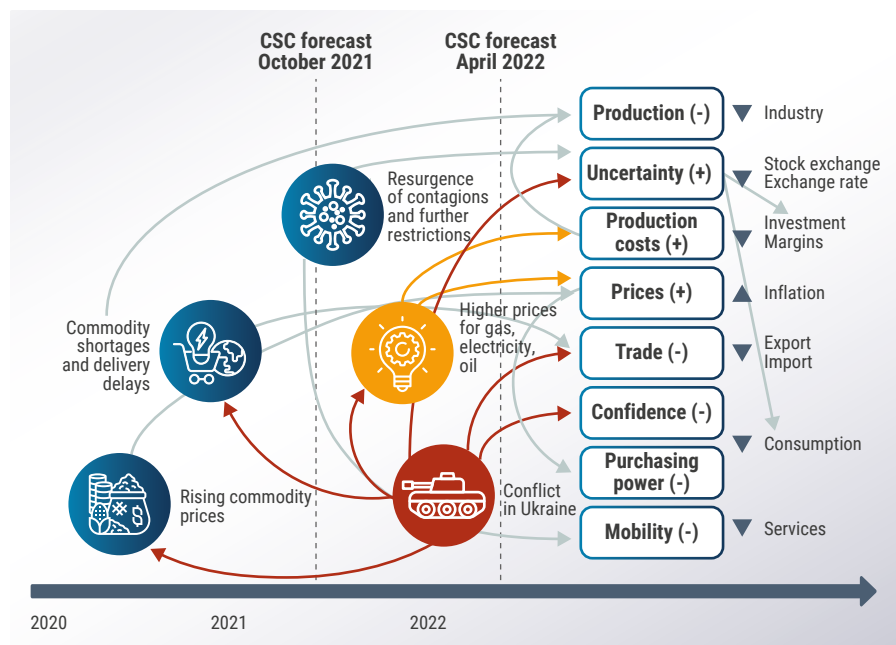 CSC forecast
October 2021
CSC forecast
April 2022
Production (-)
Industry
Uncertainty (+)
Stock exchange
Exchange rate
Resurgence
of contagions
and further
restrictions
Production
costs (+)
Investment
Margins
Prices (+)
Inflation
Commodity
shortages
and delivery
delays
Higher prices
for gas,
electricity,
oil
Trade (-)
Export
Import
Confidence (-)
Consumption
Purchasing
power (-)
Rising commodity
prices
Conflict
in Ukraine
Mobility (-)
Services
2020
2021
2022